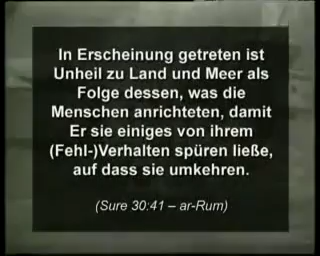 In Erscheinung getreten ist
Unheil zu Land und Meer als
Folge dessen, was die
Menschen anrichteten, damit
Er sie einiges von ihrem
(Fehl-)Verhalten spüren ließe,
auf dass sie umkehren.
(Sure 30:41 – ar-Rum)